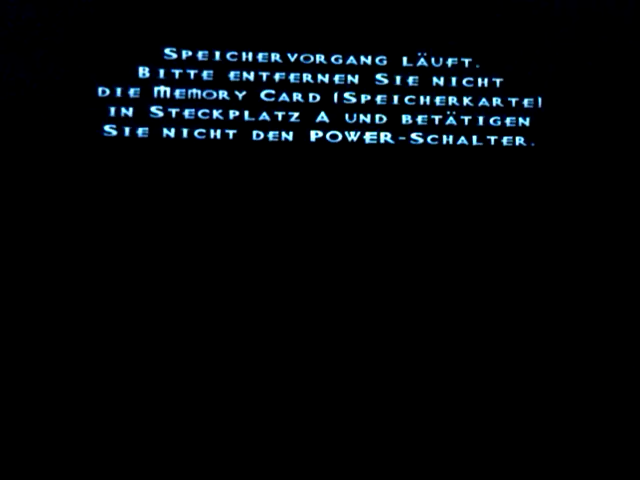 Speichervorgang läuft.
Bitte entfernen Sie nicht
die Memory Card (Speicherkarte)
in Steckplatz A und betätigen
Sie nicht den POWER-Schalter.